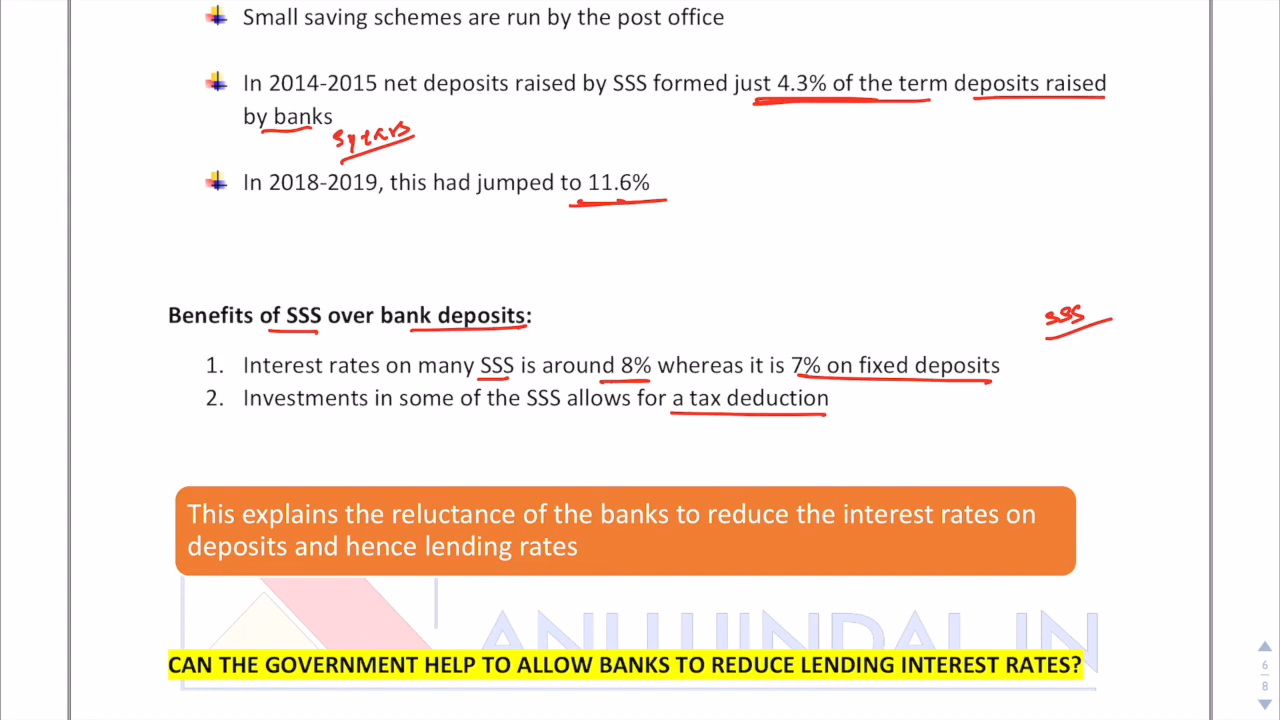 Small saving schemes are run by the post office
In 2014-2015 net deposits raised by SSS formed just 4.3% of the term deposits raised
by banks
5years
In 2018-2019, this had jumped to 11.6%
Benefits of SSS over bank deposits:
SSS
1. Interest rates on many SSS is around 8% whereas it is 7% on fixed deposits
2. Investments in some of the SSS allows for a tax deduction
This explains the reluctance of the banks to reduce the interest rates on
deposits and hence lending rates
ANUJJINDAL.IN
CAN THE GOVERNMENT HELP TO ALLOW BANKS TO REDUCE LENDING INTEREST RATES?
6
8